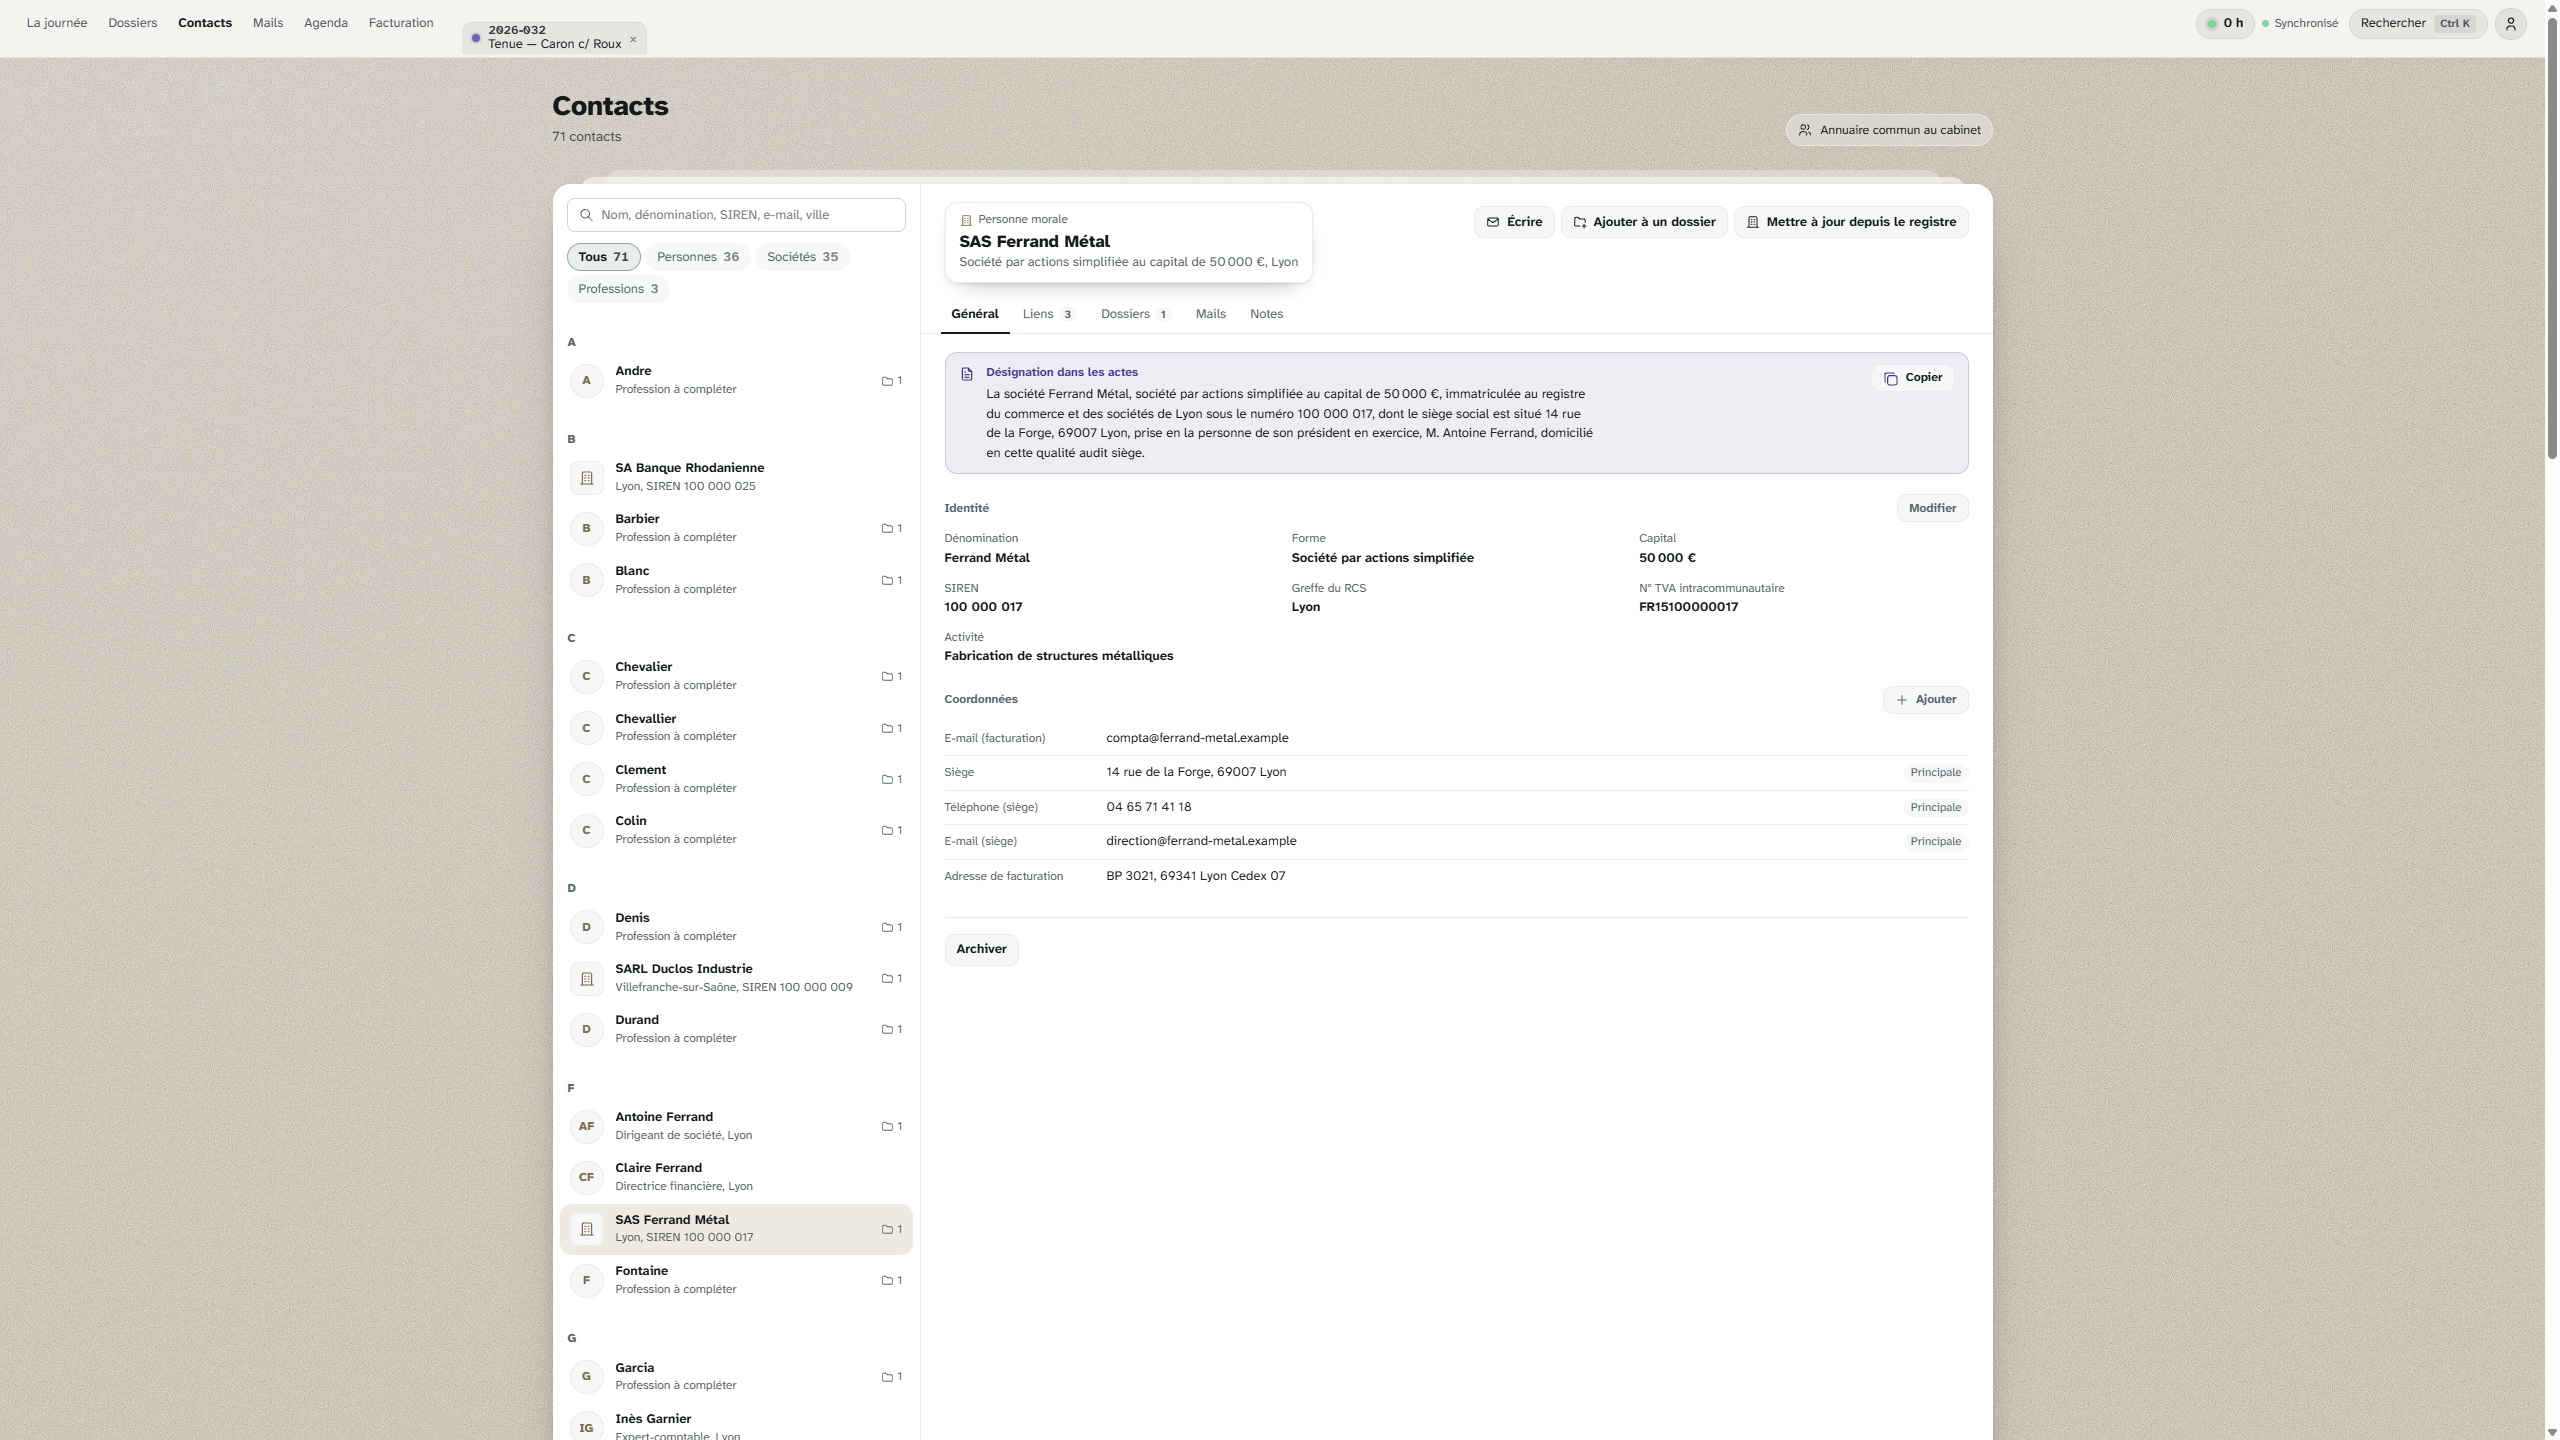 La journée
Dossiers
Contacts
Mails
Agenda
Facturation
2026-032
Tenue — Caron c/ Roux
0 h
Synchronisé
Rechercher Ctrl K
Contacts
71 contacts
Annuaire commun au cabinet
Nom, dénomination, SIREN, e-mail, ville
Tous 71
Personnes 36
Sociétés 35
Professions 3
A
A
Andre
Profession à compléter
1
B
SA Banque Rhodanienne
Lyon, SIREN 100 000 025
B
Barbier
Profession à compléter
1
B
Blanc
Profession à compléter
1
C
C
Chevalier
Profession à compléter
1
C
Chevallier
Profession à compléter
1
C
Clement
Profession à compléter
1
C
Colin
Profession à compléter
1
D
D
Denis
Profession à compléter
1
SARL Duclos Industrie
Villefranche-sur-Saône, SIREN 100 000 009
1
D
Durand
Profession à compléter
1
F
AF
Antoine Ferrand
Dirigeant de société, Lyon
1
CF
Claire Ferrand
Directrice financière, Lyon
SAS Ferrand Métal
Lyon, SIREN 100 000 017
1
F
Fontaine
Profession à compléter
1
G
G
Garcia
Profession à compléter
1
IG
Inès Garnier
Expert-comptable, Lyon
Personne morale
SAS Ferrand Métal
Société par actions simplifiée au capital de 50 000 €, Lyon
Écrire
Ajouter à un dossier
Mettre à jour depuis le registre
Général
Liens 3
Dossiers 1
Mails
Notes
Désignation dans les actes
Copier
La société Ferrand Métal, société par actions simplifiée au capital de 50 000 €, immatriculée au registre
du commerce et des sociétés de Lyon sous le numéro 100 000 017, dont le siège social est situé 14 rue
de la Forge, 69007 Lyon, prise en la personne de son président en exercice, M. Antoine Ferrand, domicilié
en cette qualité audit siège.
Identité
Modifier
Dénomination
Ferrand Métal
Forme
Société par actions simplifiée
Capital
50 000 €
SIREN
100 000 017
Greffe du RCS
Lyon
N° TVA intracommunautaire
FR15100000017
Activité
Fabrication de structures métalliques
Coordonnées
Ajouter
E-mail (facturation) compta@ferrand-metal.example
Siège 14 rue de la Forge, 69007 Lyon Principale
Téléphone (siège) 04 65 71 41 18 Principale
E-mail (siège) direction@ferrand-metal.example Principale
Adresse de facturation BP 3021, 69341 Lyon Cedex 07
Archiver